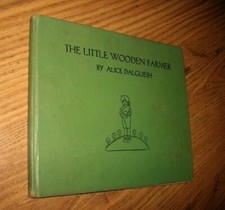 THE LITTLE WOODEN FARMER
BY ALICE DALGLIESH